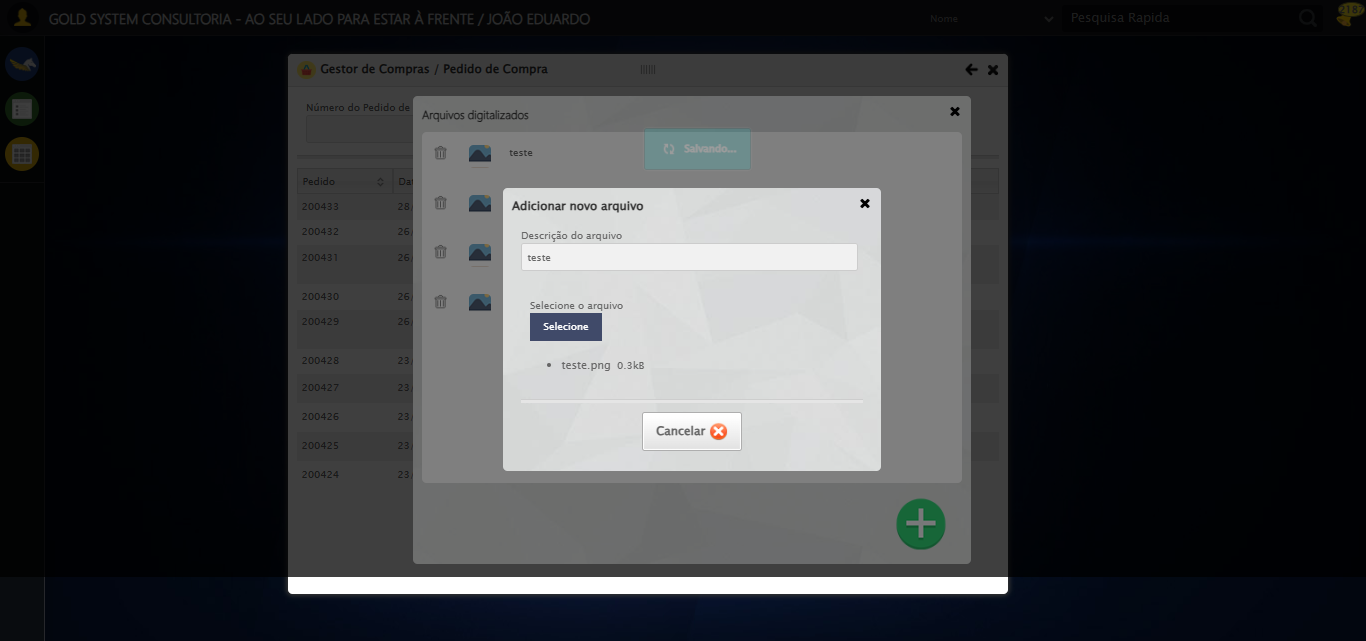 GOLD SYSTEM CONSULTORIA - AO SEU LADO PARA ESTAR À FRENTE / JOÃO EDUARDO
Nome
Pesquisa Rapida
Gestor de Compras / Pedido de Compra
Número do Pedido de
Arquivos digitalizados
teste
Salvando...
Pedido
Dat
200433 28
200432 26
200431 26
200430 26
200429 26
200428 23
200427 23
200426 23
200425 23
200424 23
Adicionar novo arquivo
Descrição do arquivo
teste
Selecione o arquivo
Selecione
teste.png 0.3kB
Cancelar